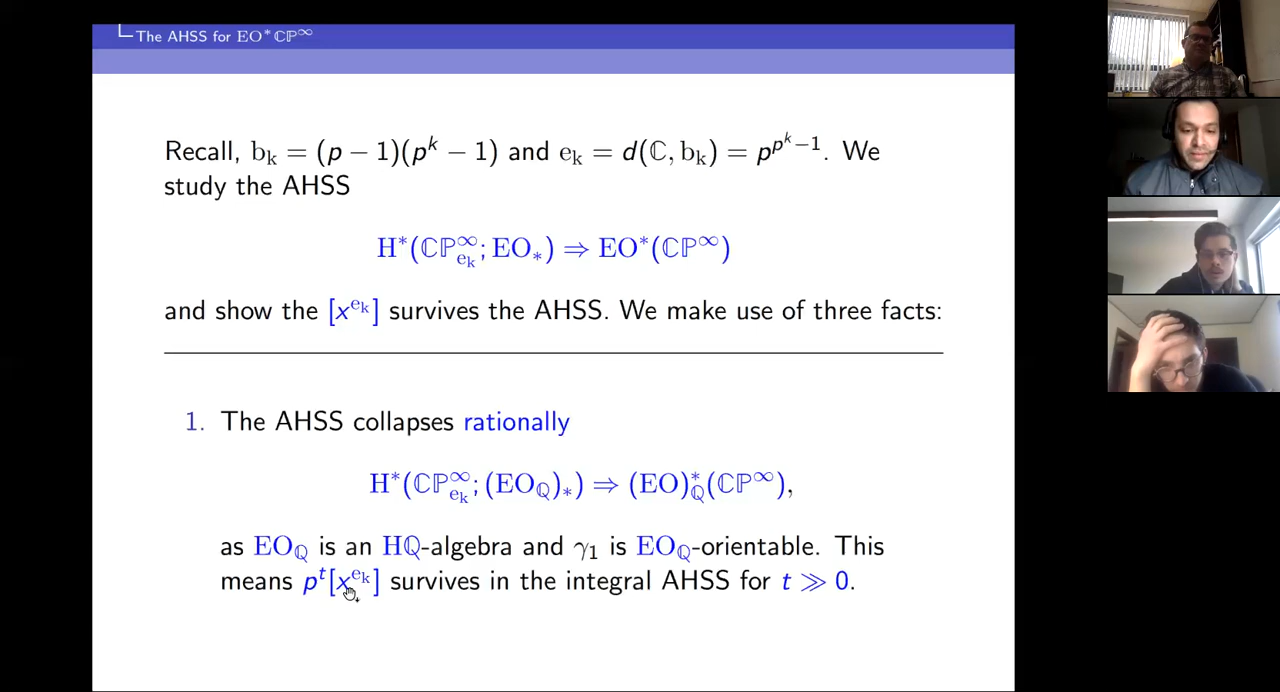 The AHSS for EO*ℂℙ^∞
Recall, b_k = (p − 1)(p^k − 1) and e_k = d(ℂ, b_k) = p^{p^k−1}. We
study the AHSS
H*(ℂℙ^∞_{e_k}; EO_*) ⇒ EO*(ℂℙ^∞)
and show the [x^{e_k}] survives the AHSS. We make use of three facts:
1. The AHSS collapses rationally
H*(ℂℙ^∞_{e_k}; (EO_ℚ)_*) ⇒ (EO)^*_ℚ(ℂℙ^∞),
as EO_ℚ is an Hℚ-algebra and γ_1 is EO_ℚ-orientable. This
means p^t[x^{e_k}] survives in the integral AHSS for t ≫ 0.